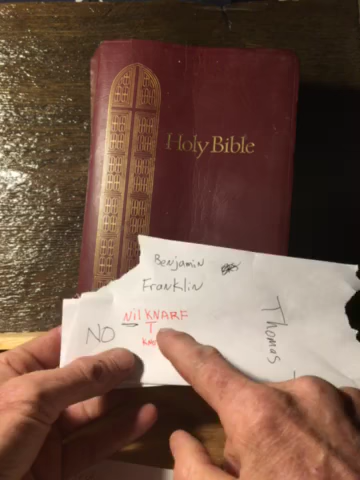 Holy Bible
Benjamin
Franklin
NilKNARF
NO
T
Thomas